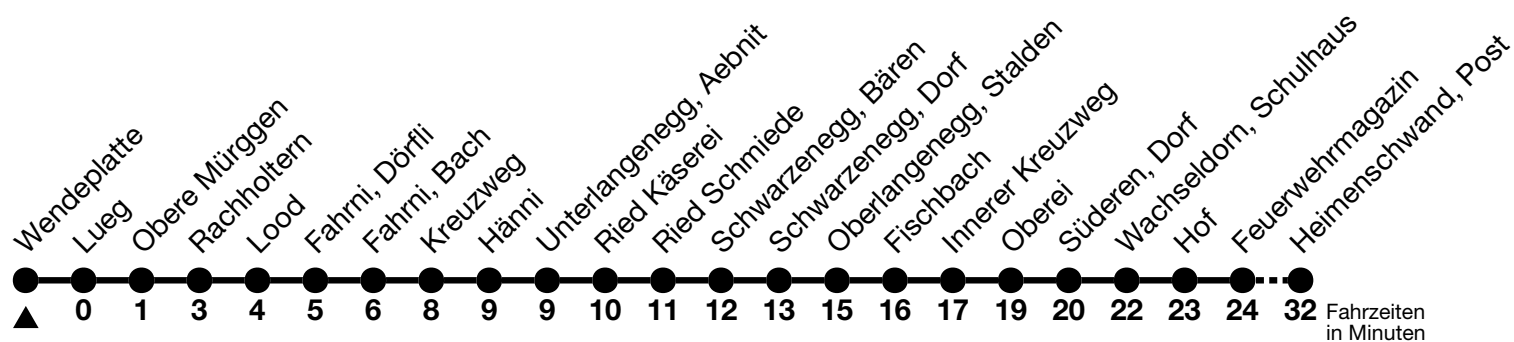 Wendeplatte
Lueg
Obere Mürggen
Rachholtern
Lood
Fahrni, Dörfli
Fahrni, Bach
Kreuzweg
Hänni
Unterlangenegg, Aebnit
Ried Käserei
Ried Schmiede
Schwarzenegg, Bären
Schwarzenegg, Dorf
Oberlangenegg, Stalden
Fischbach
Innerer Kreuzweg
Oberei
Süderen, Dorf
Wachseldorn, Schulhaus
Hof
Feuerwehrmagazin
Heimenschwand, Post
0 1 3 4 5 6 8 9 9 10 11 12 13 15 16 17 19 20 22 23 24 32 Fahrzeiten
in Minuten